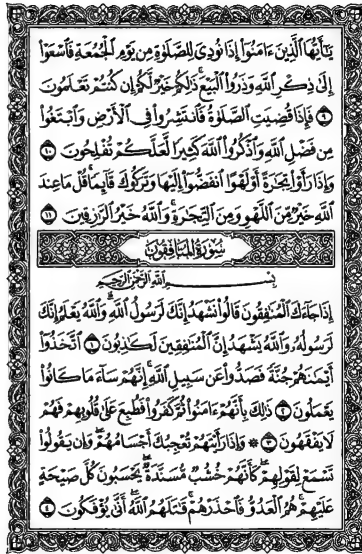 يَٰٓأَيُّهَا ٱلَّذِينَ ءَامَنُوٓا۟ إِذَا نُودِىَ لِلصَّلَوٰةِ مِن يَوْمِ ٱلْجُمُعَةِ فَٱسْعَوْا۟
إِلَىٰ ذِكْرِ ٱللَّهِ وَذَرُوا۟ ٱلْبَيْعَ ۚ ذَٰلِكُمْ خَيْرٌ لَّكُمْ إِن كُنتُمْ تَعْلَمُونَ
٩ فَإِذَا قُضِيَتِ ٱلصَّلَوٰةُ فَٱنتَشِرُوا۟ فِى ٱلْأَرْضِ وَٱبْتَغُوا۟
مِن فَضْلِ ٱللَّهِ وَٱذْكُرُوا۟ ٱللَّهَ كَثِيرًا لَّعَلَّكُمْ تُفْلِحُونَ ١٠
وَإِذَا رَأَوْا۟ تِجَٰرَةً أَوْ لَهْوًا ٱنفَضُّوٓا۟ إِلَيْهَا وَتَرَكُوكَ قَآئِمًا ۚ قُلْ مَا عِندَ
ٱللَّهِ خَيْرٌ مِّنَ ٱللَّهْوِ وَمِنَ ٱلتِّجَٰرَةِ ۚ وَٱللَّهُ خَيْرُ ٱلرَّٰزِقِينَ ١١
سُورَةُ المُنَافِقُونَ
بِسْمِ ٱللَّهِ ٱلرَّحْمَٰنِ ٱلرَّحِيمِ
إِذَا جَآءَكَ ٱلْمُنَٰفِقُونَ قَالُوا۟ نَشْهَدُ إِنَّكَ لَرَسُولُ ٱللَّهِ ۗ وَٱللَّهُ يَعْلَمُ إِنَّكَ
لَرَسُولُهُۥ وَٱللَّهُ يَشْهَدُ إِنَّ ٱلْمُنَٰفِقِينَ لَكَٰذِبُونَ ١ ٱتَّخَذُوٓا۟
أَيْمَٰنَهُمْ جُنَّةً فَصَدُّوا۟ عَن سَبِيلِ ٱللَّهِ ۚ إِنَّهُمْ سَآءَ مَا كَانُوا۟
يَعْمَلُونَ ٢ ذَٰلِكَ بِأَنَّهُمْ ءَامَنُوا۟ ثُمَّ كَفَرُوا۟ فَطُبِعَ عَلَىٰ قُلُوبِهِمْ فَهُمْ
لَا يَفْقَهُونَ ٣ ۞ وَإِذَا رَأَيْتَهُمْ تُعْجِبُكَ أَجْسَامُهُمْ ۖ وَإِن يَقُولُوا۟
تَسْمَعْ لِقَوْلِهِمْ ۖ كَأَنَّهُمْ خُشُبٌ مُّسَنَّدَةٌ ۖ يَحْسَبُونَ كُلَّ صَيْحَةٍ
عَلَيْهِمْ ۚ هُمُ ٱلْعَدُوُّ فَٱحْذَرْهُمْ ۚ قَٰتَلَهُمُ ٱللَّهُ ۖ أَنَّىٰ يُؤْفَكُونَ ٤